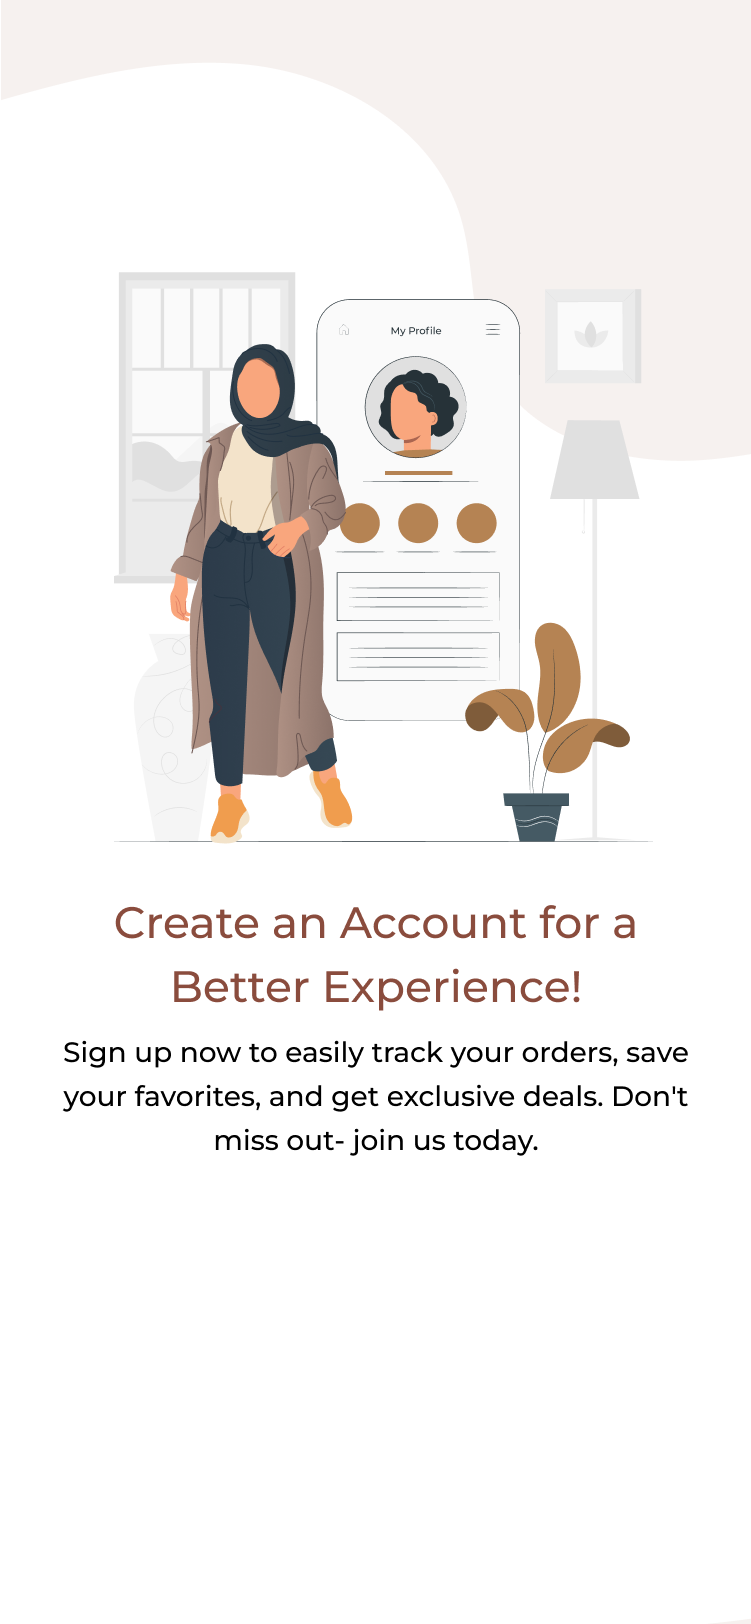 My Profile
Create an Account for a
Better Experience!
Sign up now to easily track your orders, save
your favorites, and get exclusive deals. Don't
miss out- join us today.